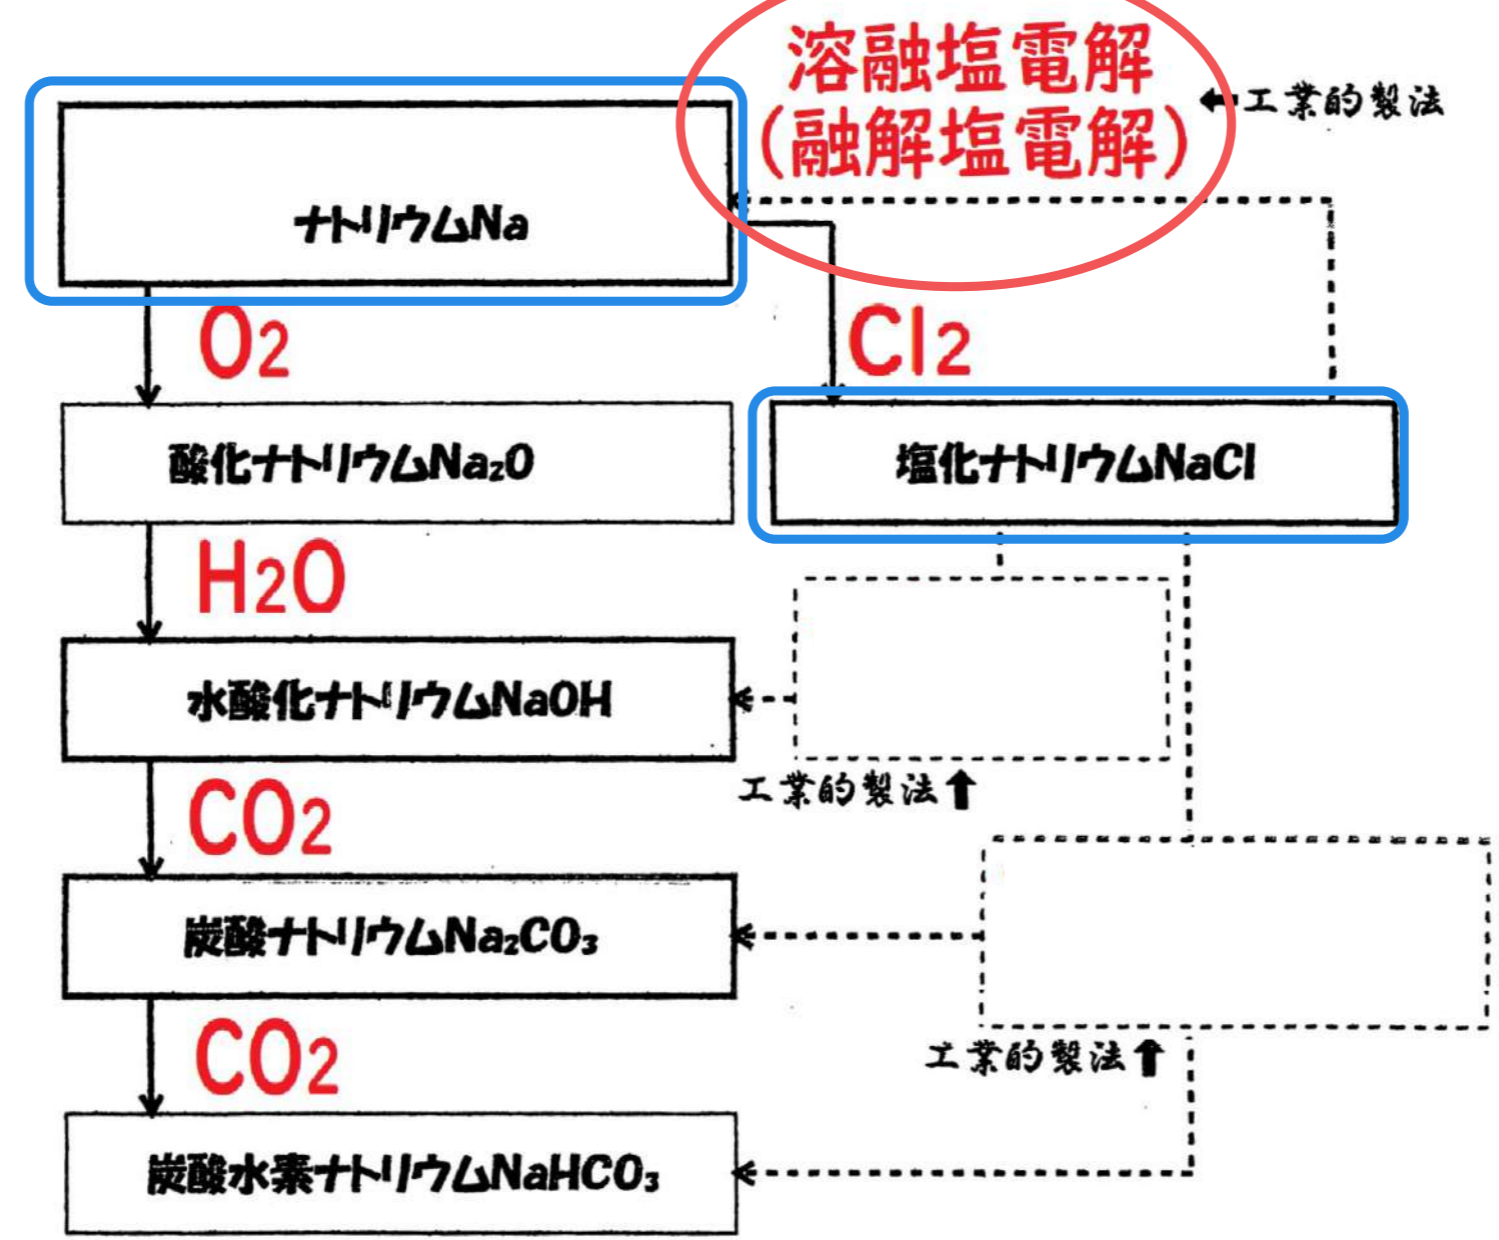 溶融塩電解
(融解塩電解)
←工業的製法
ナトリウムNa
O2
Cl2
酸化ナトリウムNa₂O
塩化ナトリウムNaCl
H2O
水酸化ナトリウムNaOH
工業的製法↑
CO2
炭酸ナトリウムNa₂CO₃
工業的製法↑
CO2
炭酸水素ナトリウムNaHCO₃